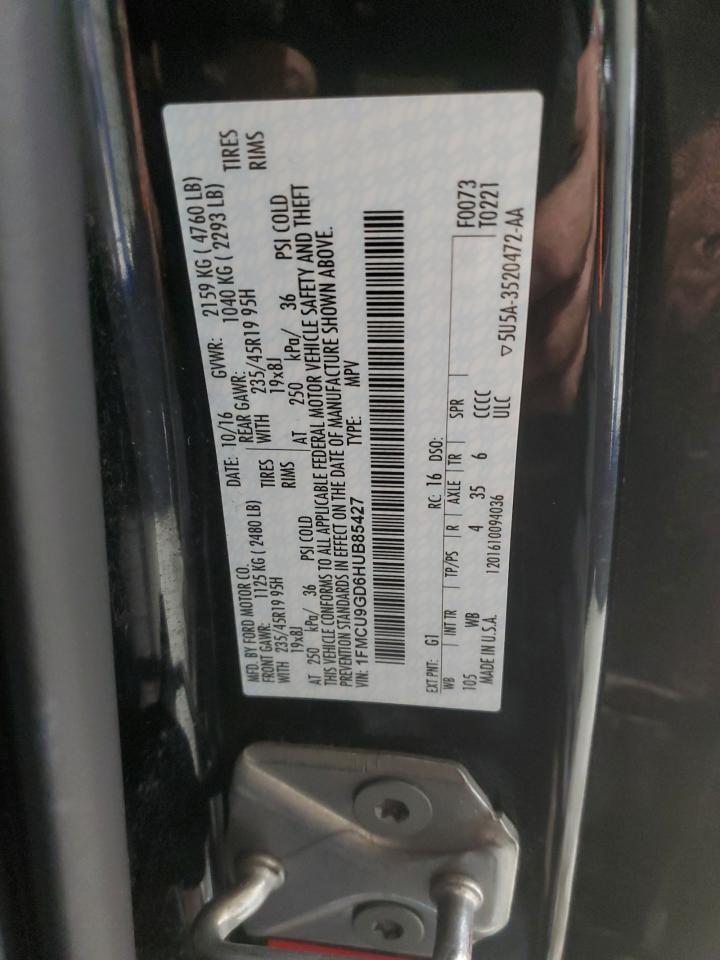 MFD. BY FORD MOTOR CO. DATE: 10/16 GVWR: 2159 KG ( 4760 LB)
FRONT GAWR: 1125 KG ( 2480 LB) REAR GAWR: 1040 KG ( 2293 LB)
WITH 235/45R19 95H TIRES WITH 235/45R19 95H TIRES
19x8J RIMS 19x8J RIMS
AT 250 kPa/ 36 PSI COLD AT 250 kPa/ 36 PSI COLD
THIS VEHICLE CONFORMS TO ALL APPLICABLE FEDERAL MOTOR VEHICLE SAFETY AND THEFT
PREVENTION STANDARDS IN EFFECT ON THE DATE OF MANUFACTURE SHOWN ABOVE.
VIN: 1FMCU9GD6HUB85427 TYPE: MPV
EXT PNT: G1 RC: 16 DSO:
WB INT TR TP/PS R AXLE TR SPR F0073
105 WB 4 35 6 CCCC T0221
MADE IN U.S.A. 1201610094036 ULC ▽5U5A-3520472-AA